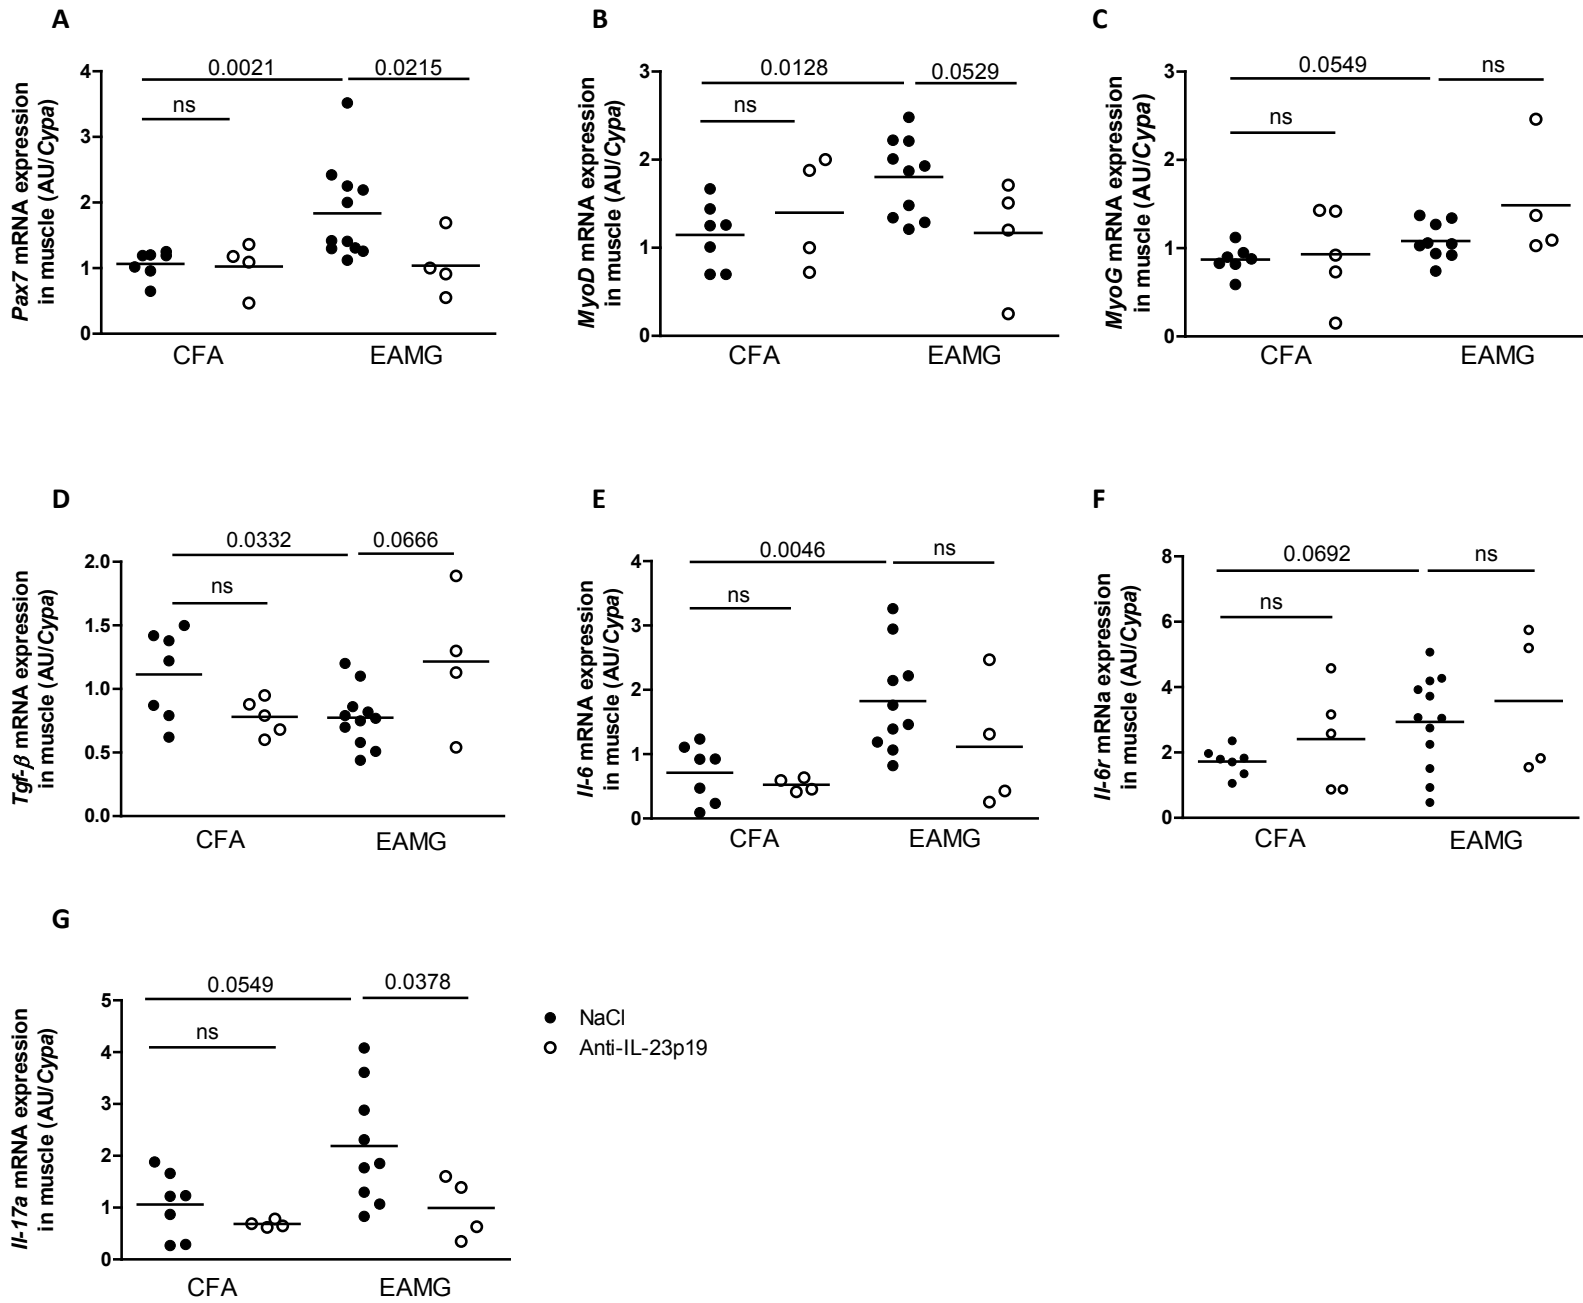 A
Pax7 mRNA expression
in muscle (AU/Cypa)
4
3
2
1
0
0.0021
0.0215
ns
CFA
EAMG
B
MyoD mRNA expression
in muscle (AU/Cypa)
3
2
1
0
0.0128
0.0529
ns
CFA
EAMG
C
MyoG mRNA expression
in muscle (AU/Cypa)
3
2
1
0
0.0549
ns
ns
CFA
EAMG
D
Tgf-β mRNA expression
in muscle (AU/Cypa)
2.0
1.5
1.0
0.5
0.0
0.0332
0.0666
ns
CFA
EAMG
E
Il-6 mRNA expression
in muscle (AU/Cypa)
4
3
2
1
0
0.0046
ns
ns
CFA
EAMG
F
Il-6r mRNa expression
in muscle (AU/Cypa)
8
6
4
2
0
0.0692
ns
ns
CFA
EAMG
G
Il-17a mRNA expression
in muscle (AU/Cypa)
5
4
3
2
1
0
0.0549
0.0378
ns
CFA
EAMG
NaCl
Anti-IL-23p19